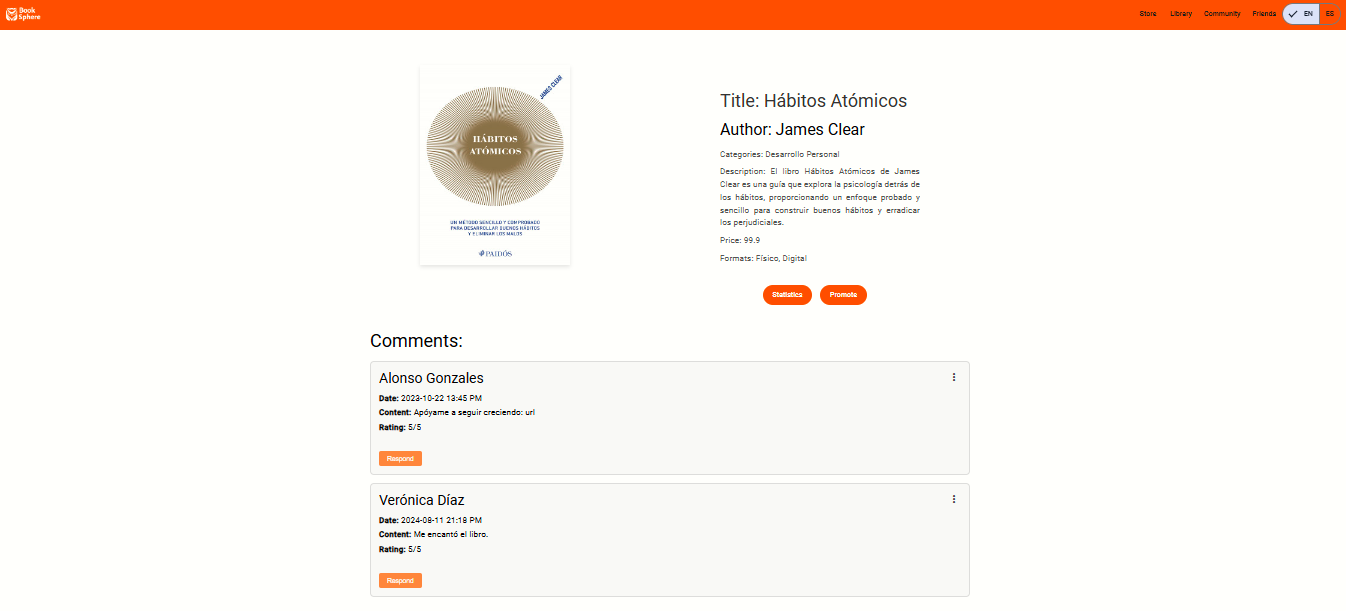 Book
Sphere
Store
Library
Community
Friends
EN
ES
JAMES CLEAR
HÁBITOS
ATÓMICOS
UN MÉTODO SENCILLO Y COMPROBADO
PARA DESARROLLAR BUENOS HÁBITOS
Y ELIMINAR LOS MALOS
PAIDÓS
Title: Hábitos Atómicos
Author: James Clear
Categories: Desarrollo Personal
Description: El libro Hábitos Atómicos de James
Clear es una guía que explora la psicología detrás de
los hábitos, proporcionando un enfoque probado y
sencillo para construir buenos hábitos y erradicar
los perjudiciales.
Price: 99.9
Formats: Físico, Digital
Statistics
Promote
Comments:
Alonso Gonzales
Date: 2023-10-22 13:45 PM
Content: Apóyame a seguir creciendo: url
Rating: 5/5
Respond
Verónica Díaz
Date: 2024-08-11 21:18 PM
Content: Me encantó el libro.
Rating: 5/5
Respond